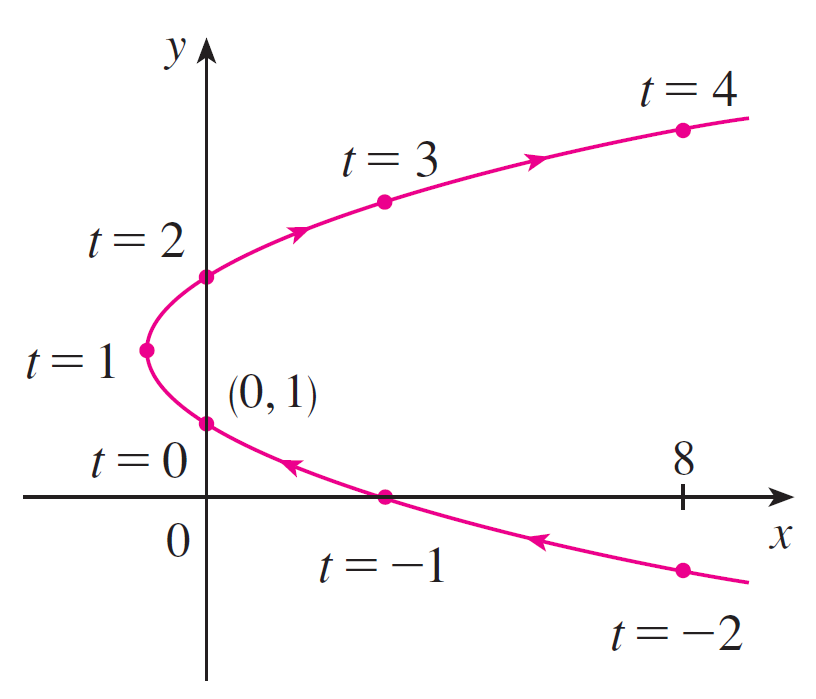 y
t = 4
t = 3
t = 2
t = 1
(0, 1)
t = 0
8
0
x
t = −1
t = −2